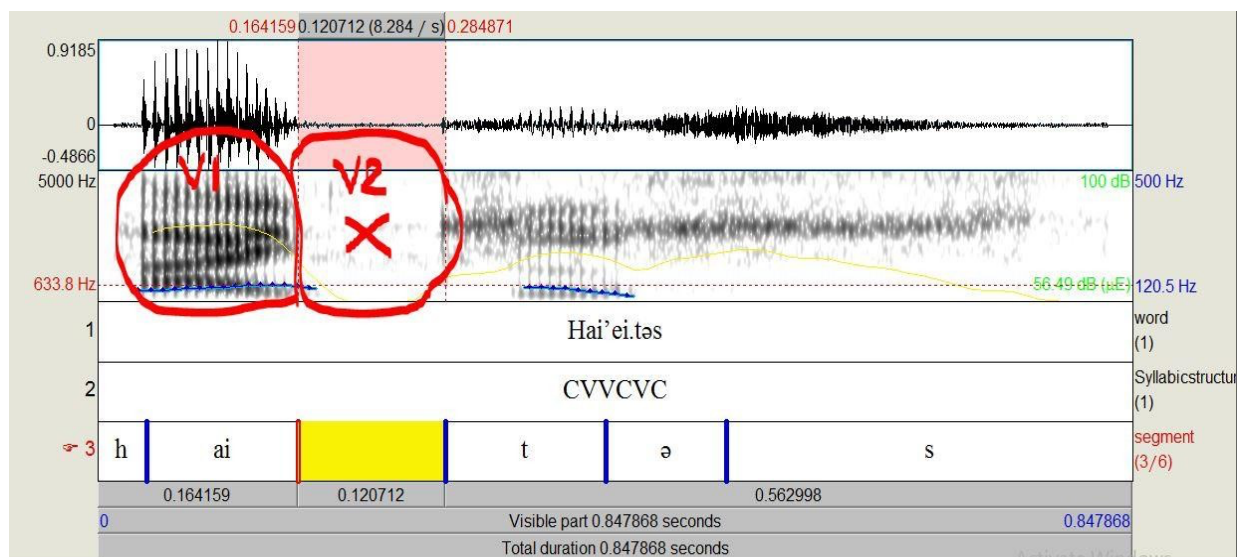 0.164159 0.120712 (8.284 / s) 0.284871
0.9185
0
-0.4866
V1
V2
X
5000 Hz
100 dB 500 Hz
633.8 Hz
56.49 dB (µE) 120.5 Hz
1 Hai'ei.təs word (1)
2 CVVCVC Syllabicstructur (1)
3 h ai t ə s segment (3/6)
0.164159 0.120712 0.562998
0 Visible part 0.847868 seconds 0.847868
Total duration 0.847868 seconds